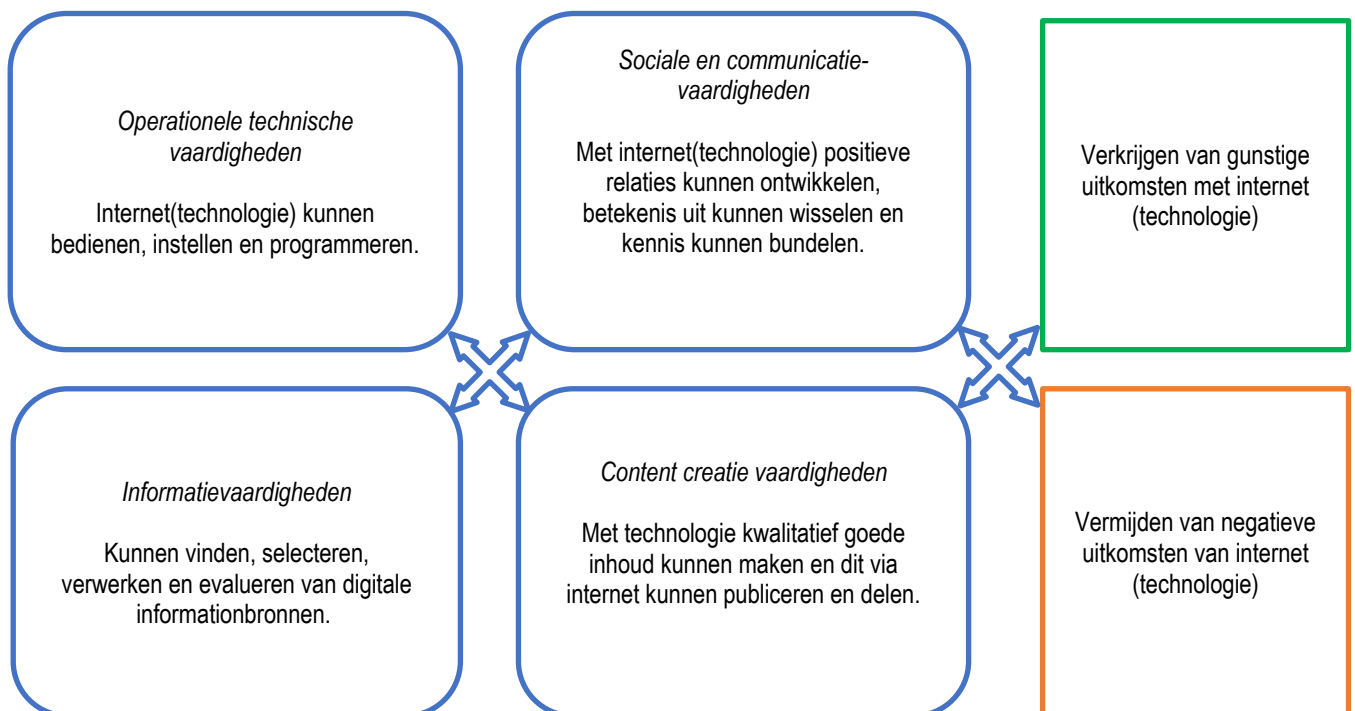 Operationele technische
vaardigheden
Internet(technologie) kunnen
bedienen, instellen en programmeren.
Sociale en communicatie-
vaardigheden
Met internet(technologie) positieve
relaties kunnen ontwikkelen,
betekenis uit kunnen wisselen en
kennis kunnen bundelen.
Verkrijgen van gunstige
uitkomsten met internet
(technologie)
Informatievaardigheden
Kunnen vinden, selecteren,
verwerken en evalueren van digitale
informationbronnen.
Content creatie vaardigheden
Met technologie kwalitatief goede
inhoud kunnen maken en dit via
internet kunnen publiceren en delen.
Vermijden van negatieve
uitkomsten van internet
(technologie)